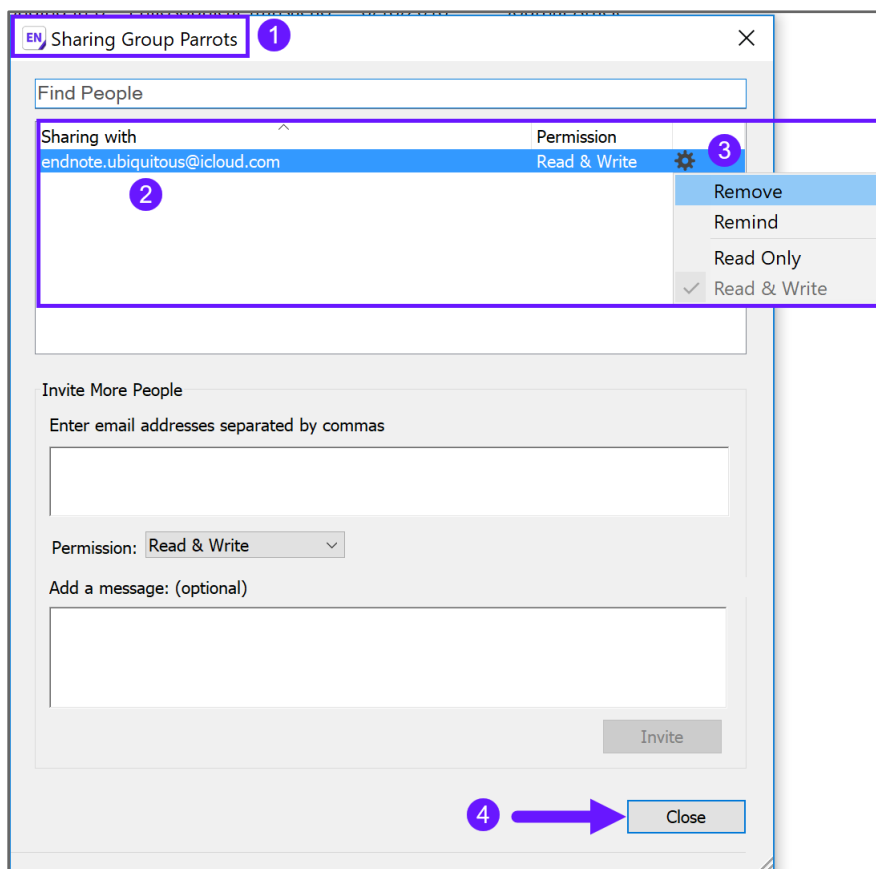 EN Sharing Group Parrots 1
Find People
Sharing with Permission 3
endnote.ubiquitous@icloud.com Read & Write
2
Remove
Remind
Read Only
Read & Write
Invite More People
Enter email addresses separated by commas
Permission: Read & Write
Add a message: (optional)
Invite
4 Close